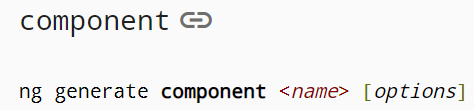 component
ng generate component <name> [options]